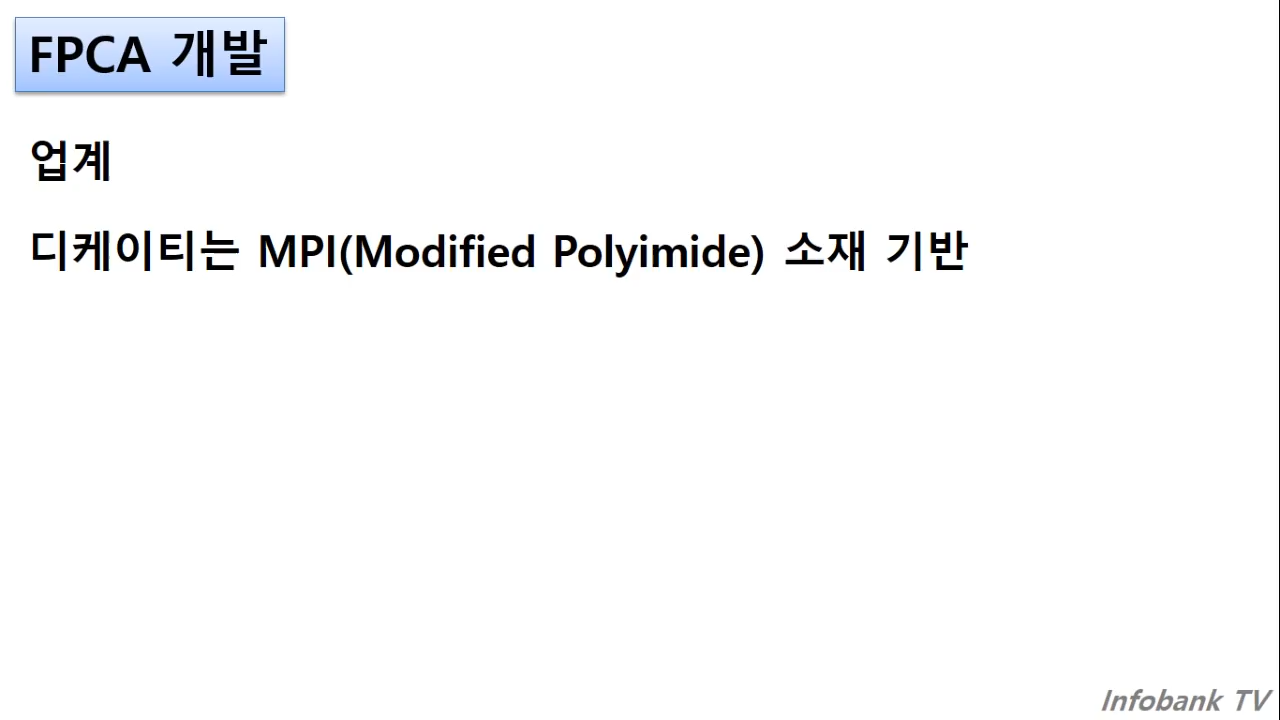 FPCA 개발
업계
디케이티는 MPI(Modified Polyimide) 소재 기반
Infobank TV